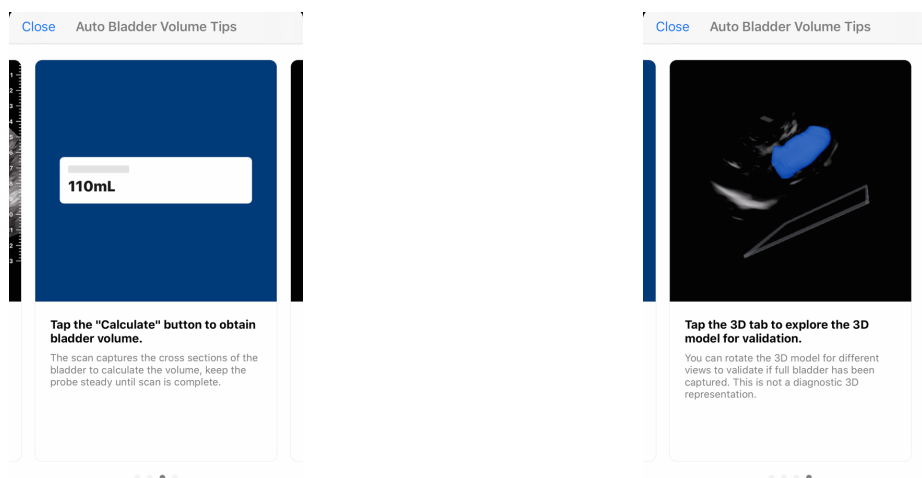 Close Auto Bladder Volume Tips
110mL
Tap the "Calculate" button to obtain
bladder volume.
The scan captures the cross sections of the
bladder to calculate the volume, keep the
probe steady until scan is complete.
Close Auto Bladder Volume Tips
Tap the 3D tab to explore the 3D
model for validation.
You can rotate the 3D model for different
views to validate if full bladder has been
captured. This is not a diagnostic 3D
representation.